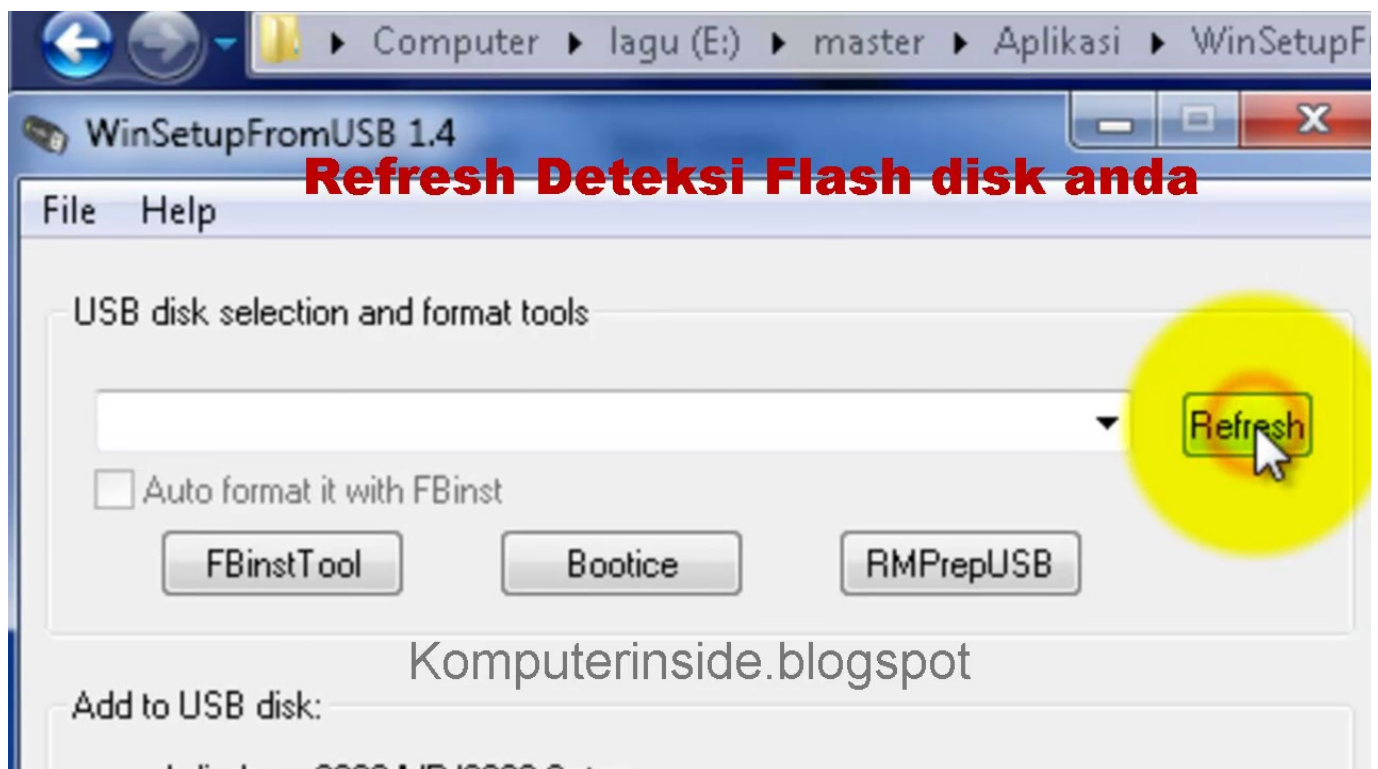 Computer ▸ lagu (E:) ▸ master ▸ Aplikasi ▸ WinSetupF
WinSetupFromUSB 1.4
Refresh Deteksi Flash disk anda
File Help
USB disk selection and format tools
Refresh
Auto format it with FBinst
FBinstTool Bootice RMPrepUSB
Komputerinside.blogspot
Add to USB disk: